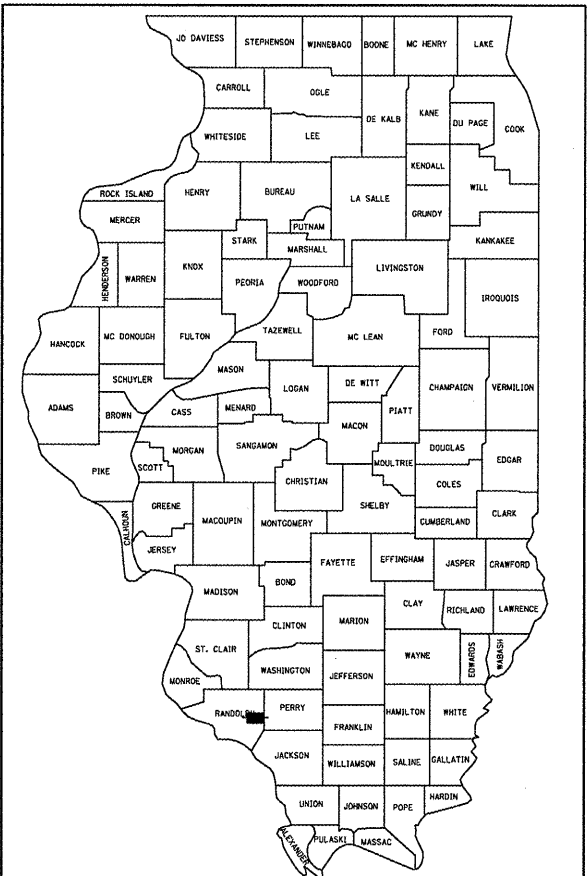 JO DAVIESS
STEPHENSON
WINNEBAGO
BOONE
MC HENRY
LAKE
CARROLL
OGLE
DE KALB
KANE
DU PAGE
COOK
WHITESIDE
LEE
KENDALL
WILL
ROCK ISLAND
HENRY
BUREAU
LA SALLE
GRUNDY
MERCER
PUTNAM
STARK
MARSHALL
KANKAKEE
HENDERSON
WARREN
KNOX
PEORIA
WOODFORD
LIVINGSTON
IROQUOIS
HANCOCK
MC DONOUGH
FULTON
TAZEWELL
MC LEAN
FORD
MASON
SCHUYLER
LOGAN
DE WITT
CHAMPAIGN
VERMILION
ADAMS
BROWN
CASS
MENARD
PIATT
MACON
SANGAMON
MORGAN
DOUGLAS
PIKE
SCOTT
MOULTRIE
EDGAR
CHRISTIAN
COLES
SHELBY
GREENE
MACOUPIN
MONTGOMERY
CUMBERLAND
CLARK
CALHOUN
JERSEY
FAYETTE
EFFINGHAM
JASPER
CRAWFORD
MADISON
BOND
CLAY
RICHLAND
LAWRENCE
CLINTON
MARION
ST. CLAIR
WAYNE
EDWARDS
WABASH
WASHINGTON
JEFFERSON
MONROE
RANDOLPH
PERRY
HAMILTON
WHITE
FRANKLIN
JACKSON
WILLIAMSON
SALINE
GALLATIN
UNION
JOHNSON
POPE
HARDIN
ALEXANDER
PULASKI
MASSAC